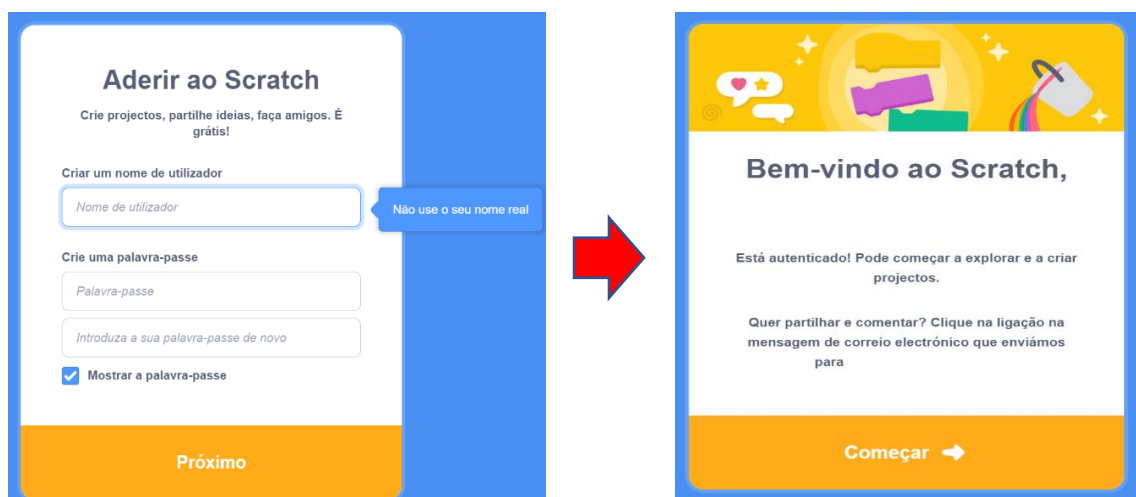 Aderir ao Scratch
Crie projectos, partilhe ideias, faça amigos. É
grátis!
Criar um nome de utilizador
Nome de utilizador
Não use o seu nome real
Crie uma palavra-passe
Palavra-passe
Introduza a sua palavra-passe de novo
Mostrar a palavra-passe
Próximo
Bem-vindo ao Scratch,
Está autenticado! Pode começar a explorar e a criar
projectos.
Quer partilhar e comentar? Clique na ligação na
mensagem de correio electrónico que enviámos
para
Começar